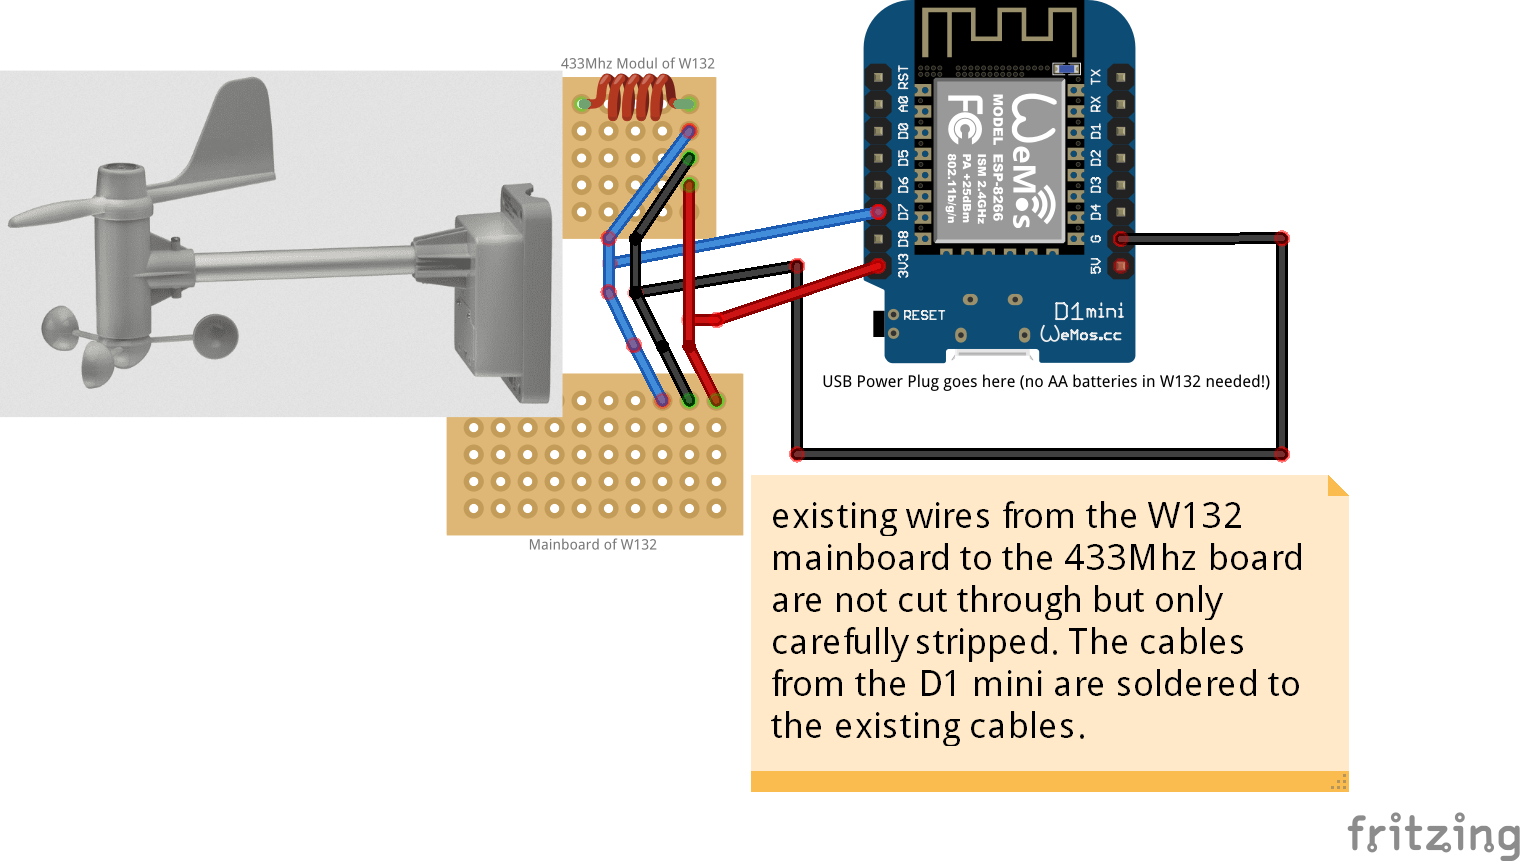 433Mhz Modul of W132
RST
A0
D0
D5
D6
D7
D8
3V3
TX
RX
D1
D2
D3
D4
G
5V
WeMos
MODEL ESP-8266
ISM 2.4GHz
PA +25dBm
802.11b/g/n
FC
RESET
D1mini
WeMos.cc
USB Power Plug goes here (no AA batteries in W132 needed!)
Mainboard of W132
existing wires from the W132
mainboard to the 433Mhz board
are not cut through but only
carefully stripped. The cables
from the D1 mini are soldered to
the existing cables.
fritzing